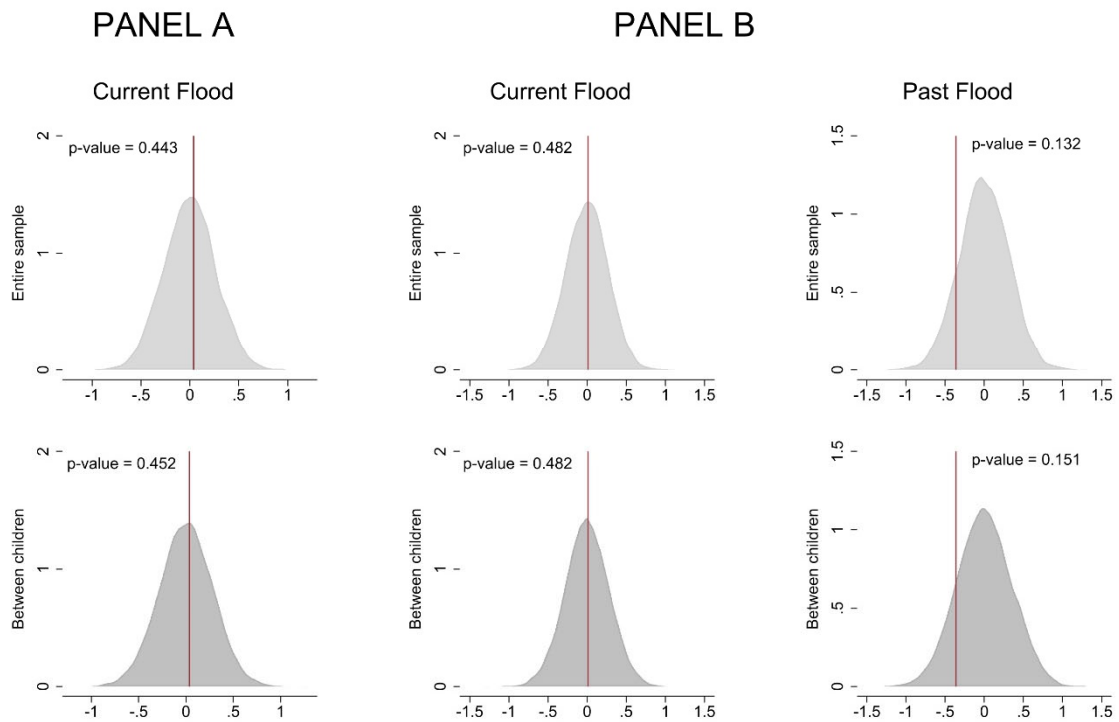 PANEL A
PANEL B
Current Flood
Current Flood
Past Flood
Entire sample
2
1
0
p-value = 0.443
-1 -.5 0 .5 1
Entire sample
2
1
0
p-value = 0.482
-1.5 -1 -.5 0 .5 1 1.5
Entire sample
1.5
1
.5
0
p-value = 0.132
-1.5 -1 -.5 0 .5 1 1.5
Between children
2
1
0
p-value = 0.452
-1 -.5 0 .5 1
Between children
2
1
0
p-value = 0.482
-1.5 -1 -.5 0 .5 1 1.5
Between children
1.5
1
.5
0
p-value = 0.151
-1.5 -1 -.5 0 .5 1 1.5